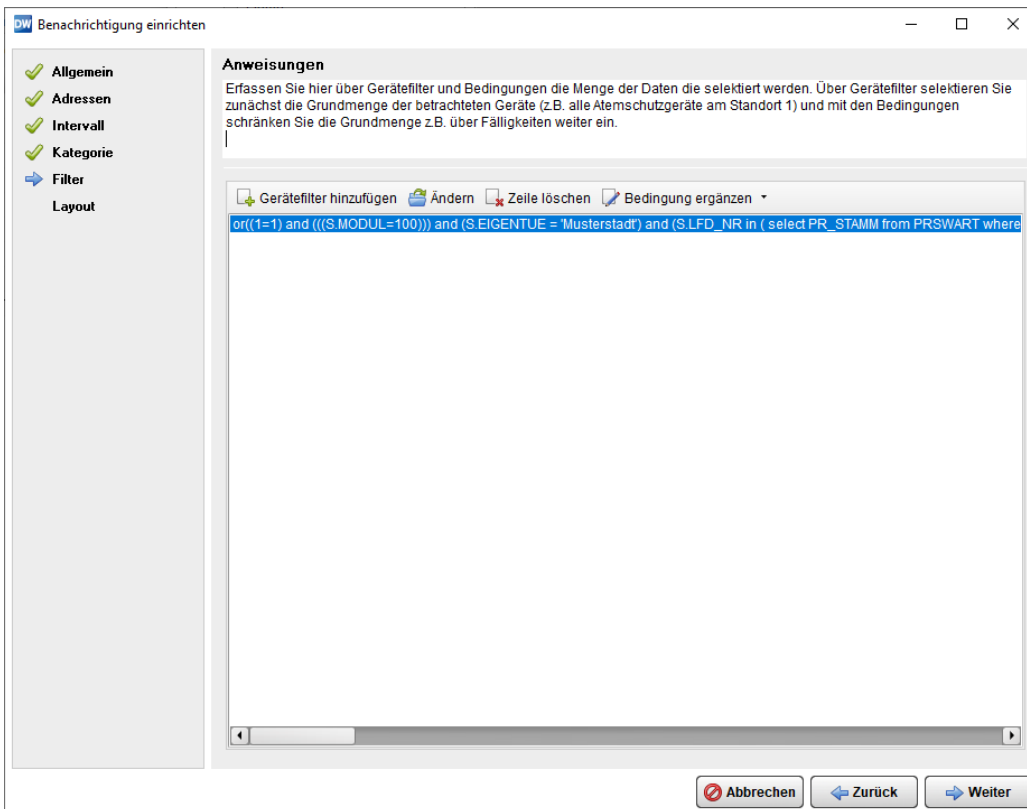 DW Benachrichtigung einrichten
Allgemein
Adressen
Intervall
Kategorie
Filter
Layout
Anweisungen
Erfassen Sie hier über Gerätefilter und Bedingungen die Menge der Daten die selektiert werden. Über Gerätefilter selektieren Sie
zunächst die Grundmenge der betrachteten Geräte (z.B. alle Atemschutzgeräte am Standort 1) und mit den Bedingungen
schränken Sie die Grundmenge z.B. über Fälligkeiten weiter ein.
Gerätefilter hinzufügen Ändern Zeile löschen Bedingung ergänzen
or((1=1) and (((S.MODUL=100))) and (S.EIGENTUE = 'Musterstadt') and (S.LFD_NR in ( select PR_STAMM from PRSWART where
Abbrechen Zurück Weiter